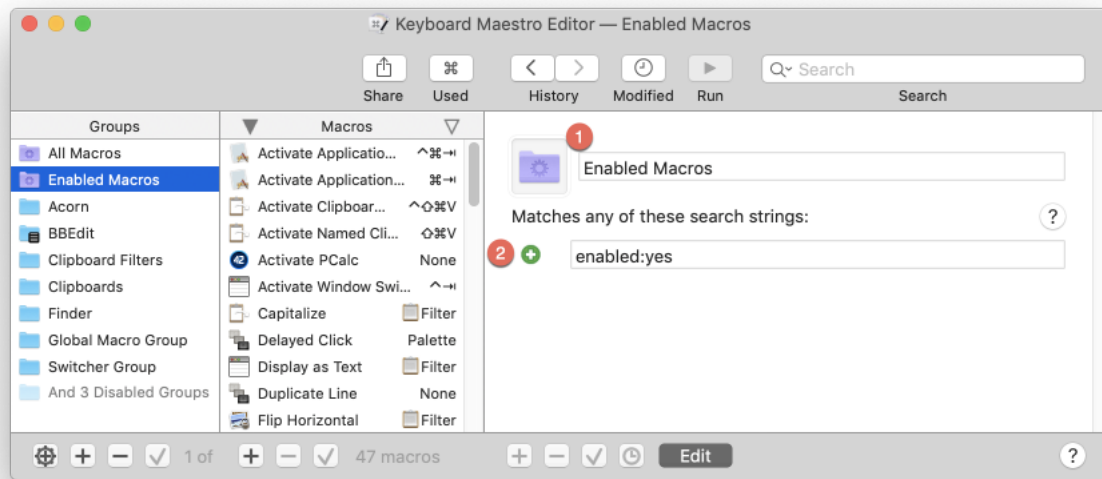 Keyboard Maestro Editor — Enabled Macros
Share Used History Modified Run Search
Search
Groups
All Macros
Enabled Macros
Acorn
BBEdit
Clipboard Filters
Clipboards
Finder
Global Macro Group
Switcher Group
And 3 Disabled Groups
Macros
Activate Applicatio... ^⌘⇥
Activate Application... ⌘⇥
Activate Clipboar... ^⇧⌘V
Activate Named Cli... ⇧⌘V
42 Activate PCalc None
Activate Window Swi... ^⇥
Capitalize Filter
Delayed Click Palette
Display as Text Filter
Duplicate Line None
Flip Horizontal Filter
1
Enabled Macros
Matches any of these search strings: ?
2 enabled:yes
1 of 47 macros Edit ?